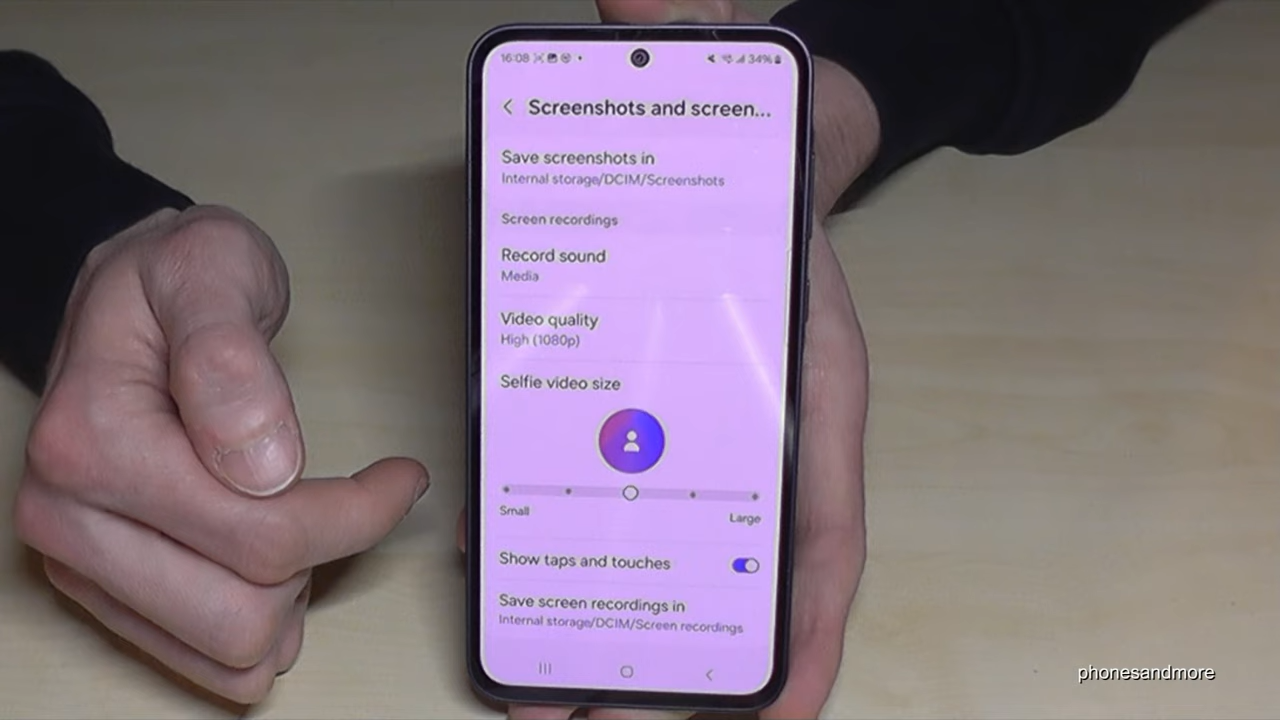 16:08
34%
Screenshots and screen...
Save screenshots in
Internal storage/DCIM/Screenshots
Screen recordings
Record sound
Media
Video quality
High (1080p)
Selfie video size
Small
Large
Show taps and touches
Save screen recordings in
Internal storage/DCIM/Screen recordings
phonesandmore